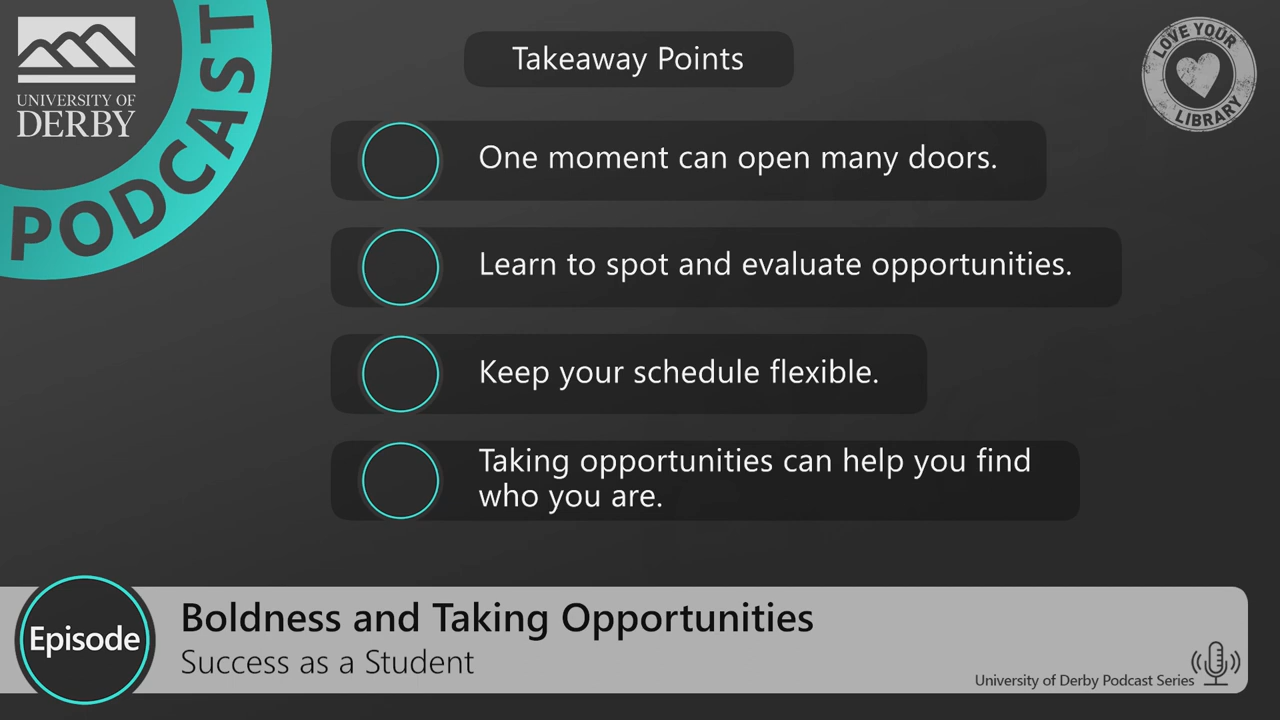 UNIVERSITY OF
DERBY
PODCAST
LOVE YOUR
LIBRARY
Takeaway Points
One moment can open many doors.
Learn to spot and evaluate opportunities.
Keep your schedule flexible.
Taking opportunities can help you find
who you are.
Episode
Boldness and Taking Opportunities
Success as a Student
University of Derby Podcast Series